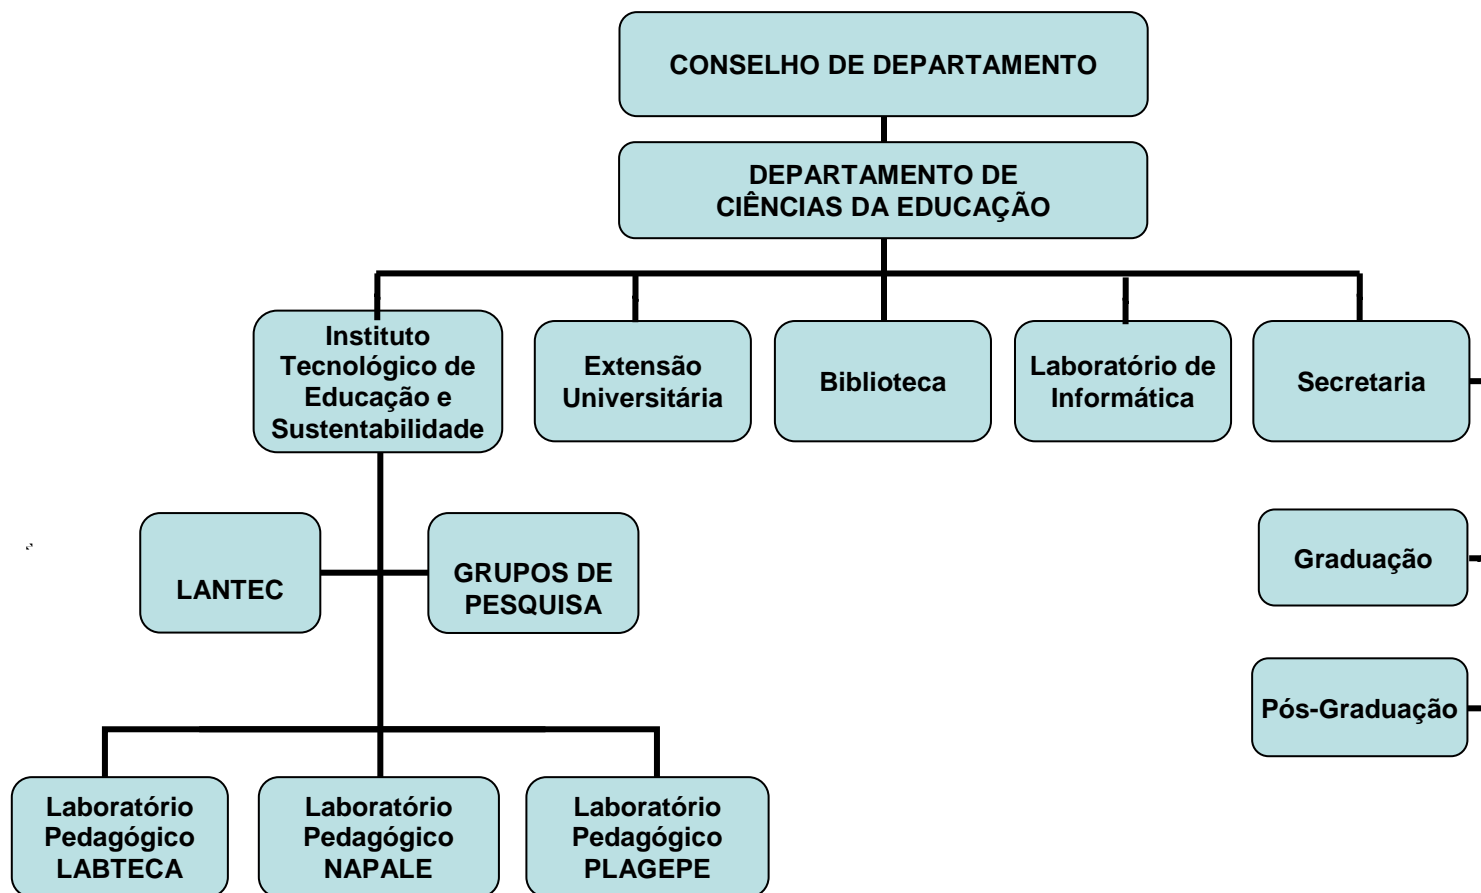 CONSELHO DE DEPARTAMENTO
DEPARTAMENTO DE
CIÊNCIAS DA EDUCAÇÃO
Instituto
Tecnológico de
Educação e
Sustentabilidade
Extensão
Universitária
Biblioteca
Laboratório de
Informática
Secretaria
LANTEC
GRUPOS DE
PESQUISA
Graduação
Pós-Graduação
Laboratório
Pedagógico
LABTECA
Laboratório
Pedagógico
NAPALE
Laboratório
Pedagógico
PLAGEPE